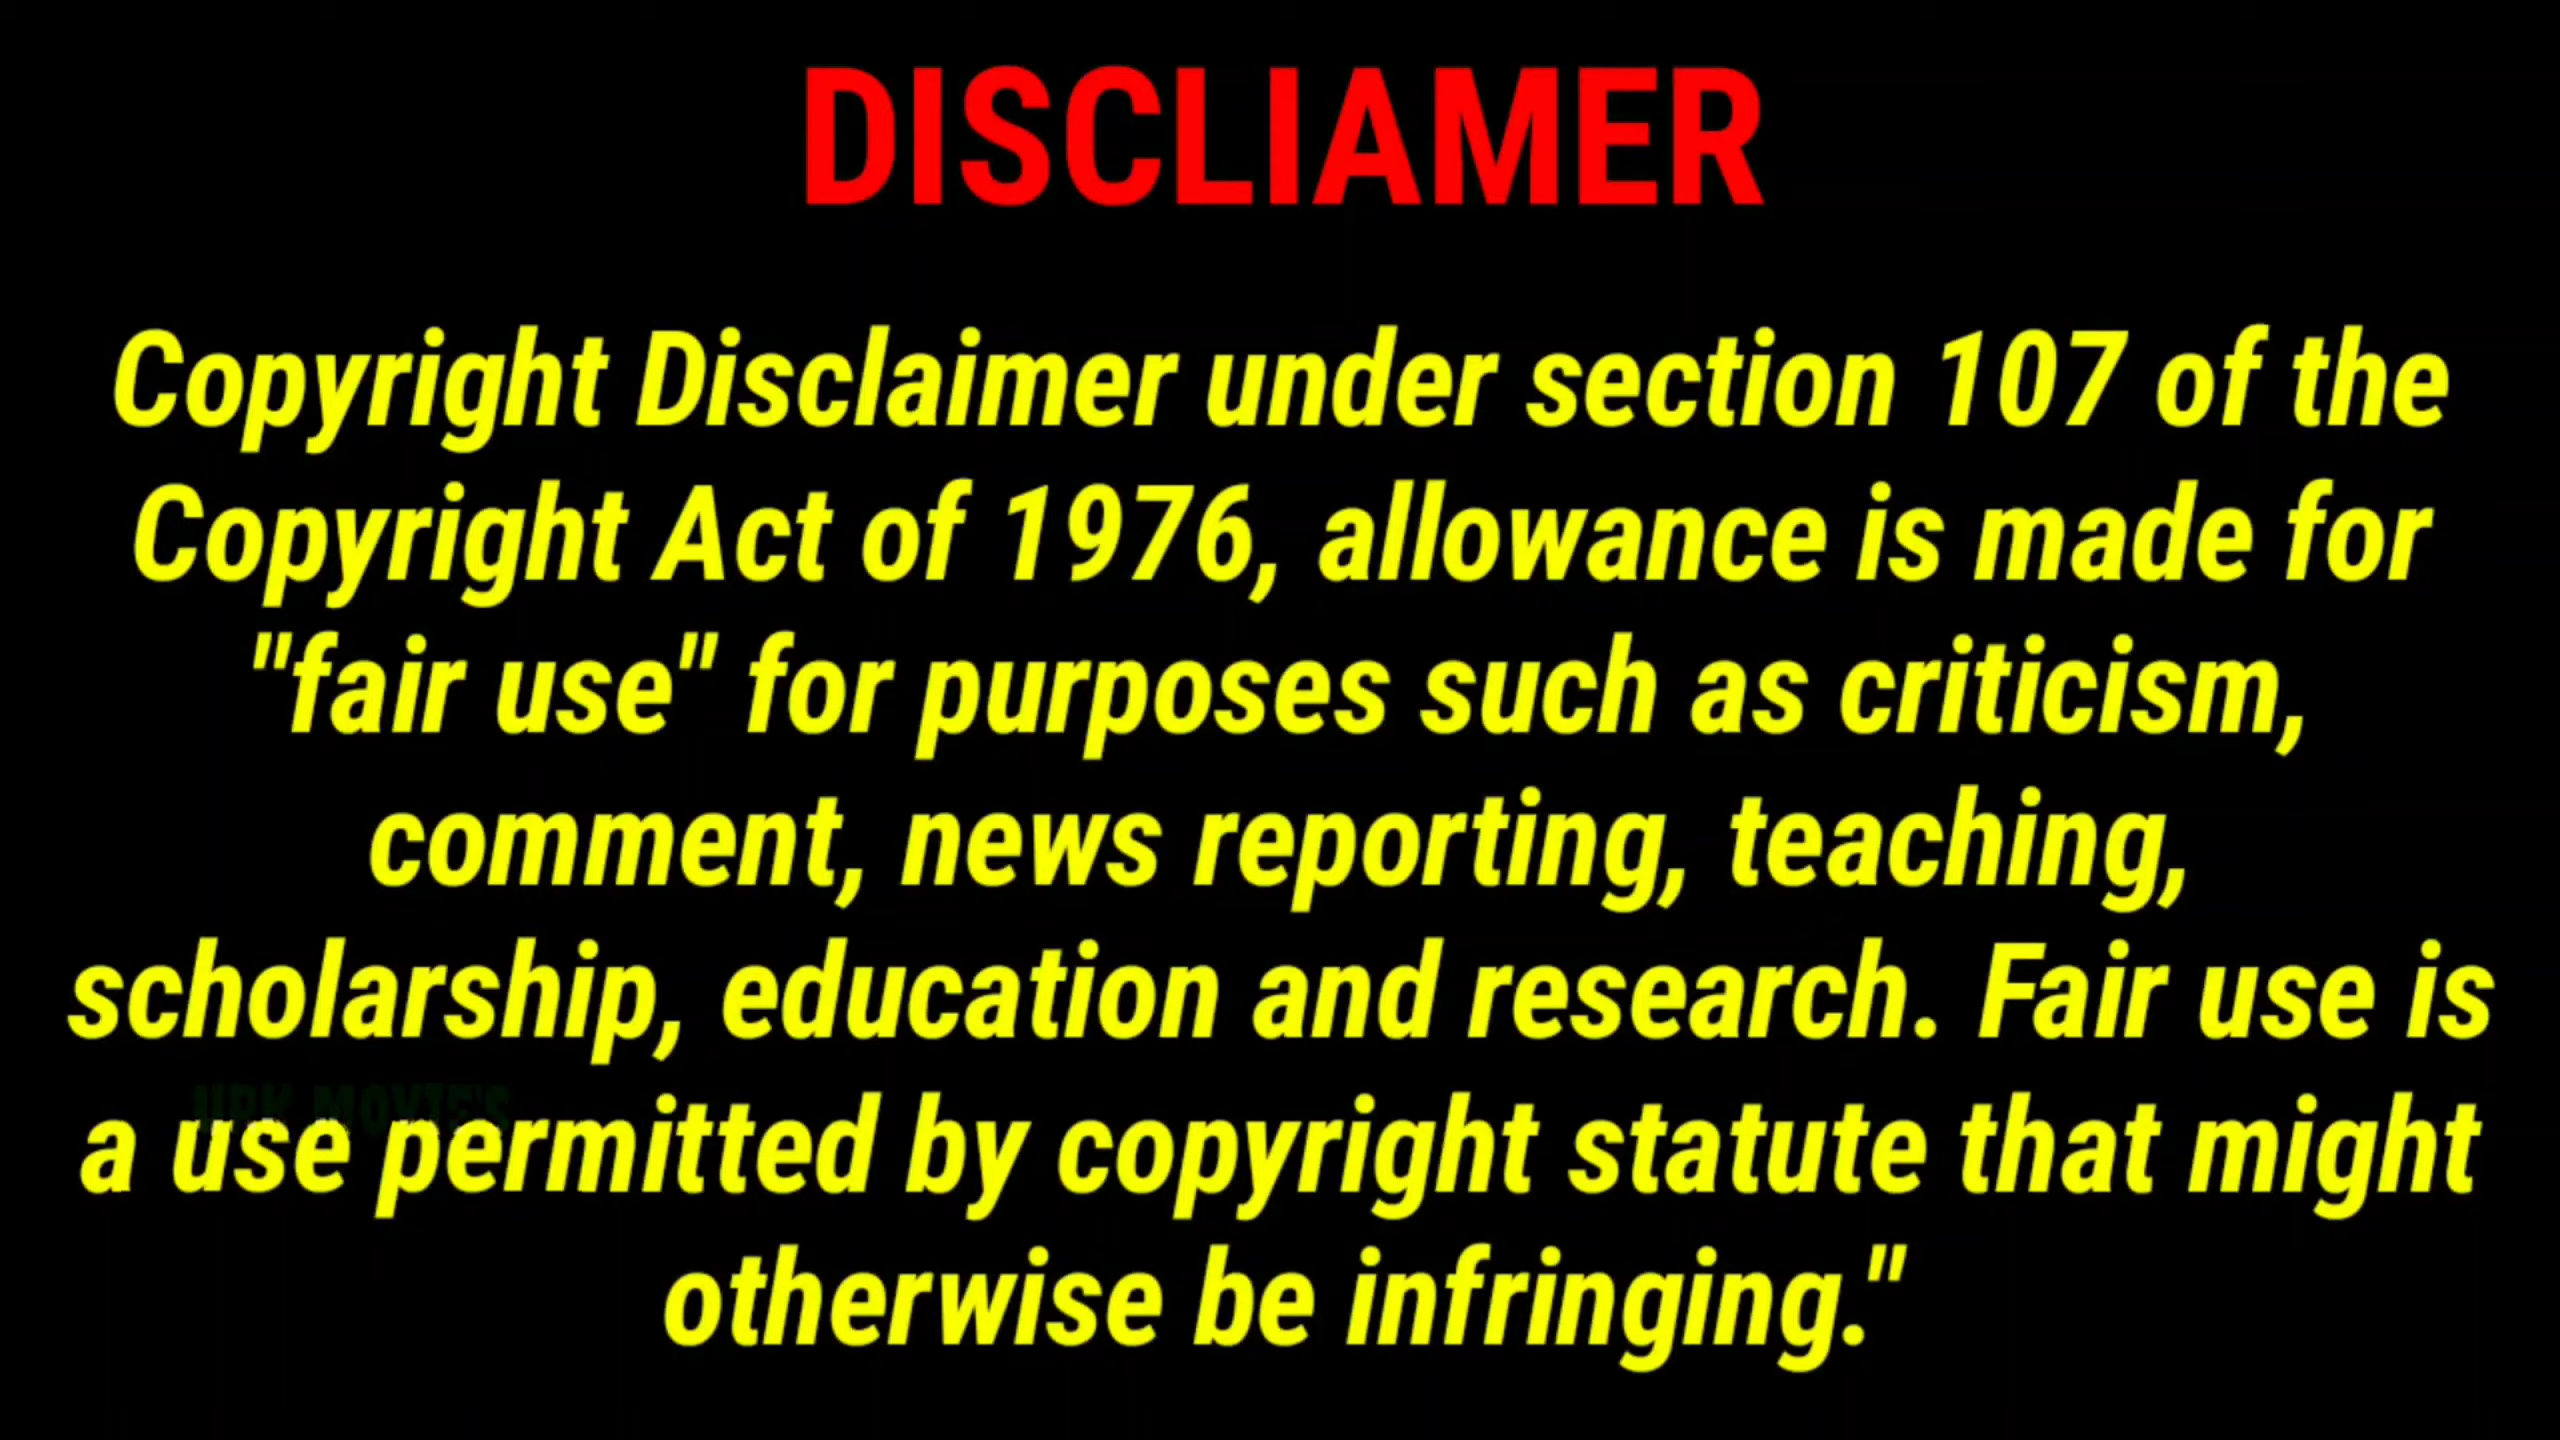 DISCLIAMER
Copyright Disclaimer under section 107 of the
Copyright Act of 1976, allowance is made for
"fair use" for purposes such as criticism,
comment, news reporting, teaching,
scholarship, education and research. Fair use is
a use permitted by copyright statute that might
otherwise be infringing."
MOVIE'S